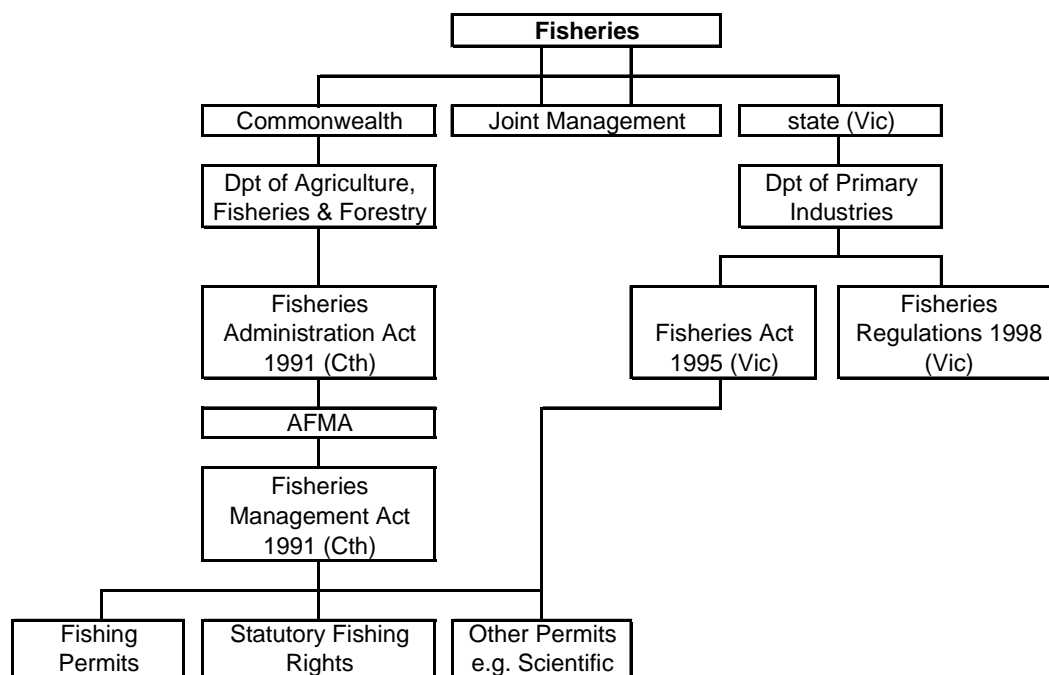 Fisheries
Commonwealth
Joint Management
state (Vic)
Dpt of Agriculture,
Fisheries & Forestry
Dpt of Primary
Industries
Fisheries
Administration Act
1991 (Cth)
Fisheries Act
1995 (Vic)
Fisheries
Regulations 1998
(Vic)
AFMA
Fisheries
Management Act
1991 (Cth)
Fishing
Permits
Statutory Fishing
Rights
Other Permits
e.g. Scientific